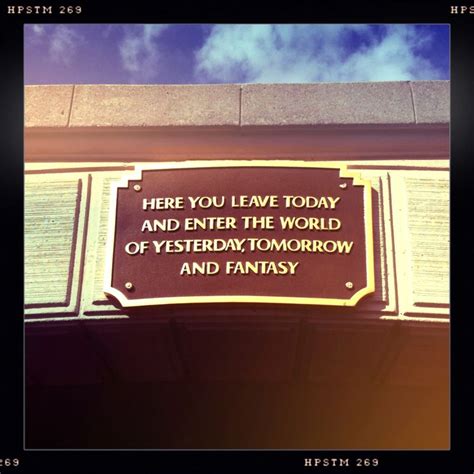 HPSTM 269
HPSTM 269
HERE YOU LEAVE TODAY
AND ENTER THE WORLD
OF YESTERDAY, TOMORROW
AND FANTASY
269
HPSTM 269